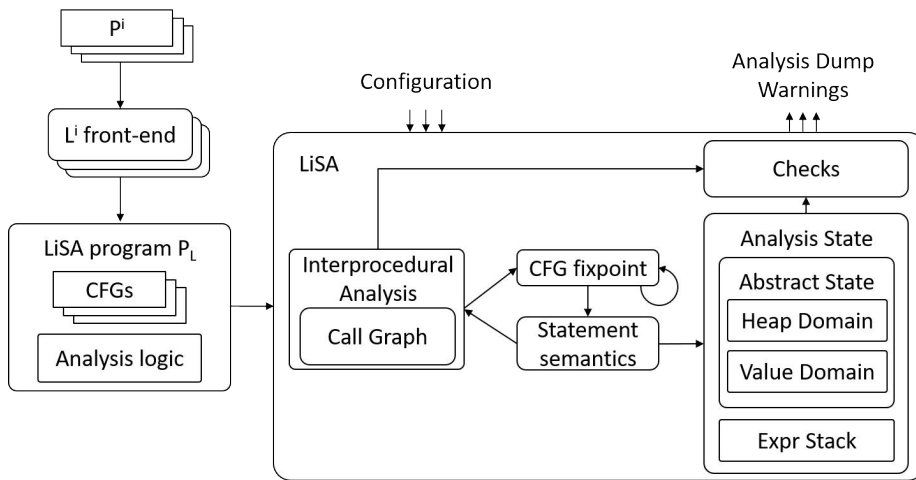 Pⁱ
Lⁱ front-end
LiSA program P_L
CFGs
Analysis logic
Configuration
Analysis Dump
Warnings
LiSA
Checks
Interprocedural
Analysis
Call Graph
CFG fixpoint
Statement
semantics
Analysis State
Abstract State
Heap Domain
Value Domain
Expr Stack